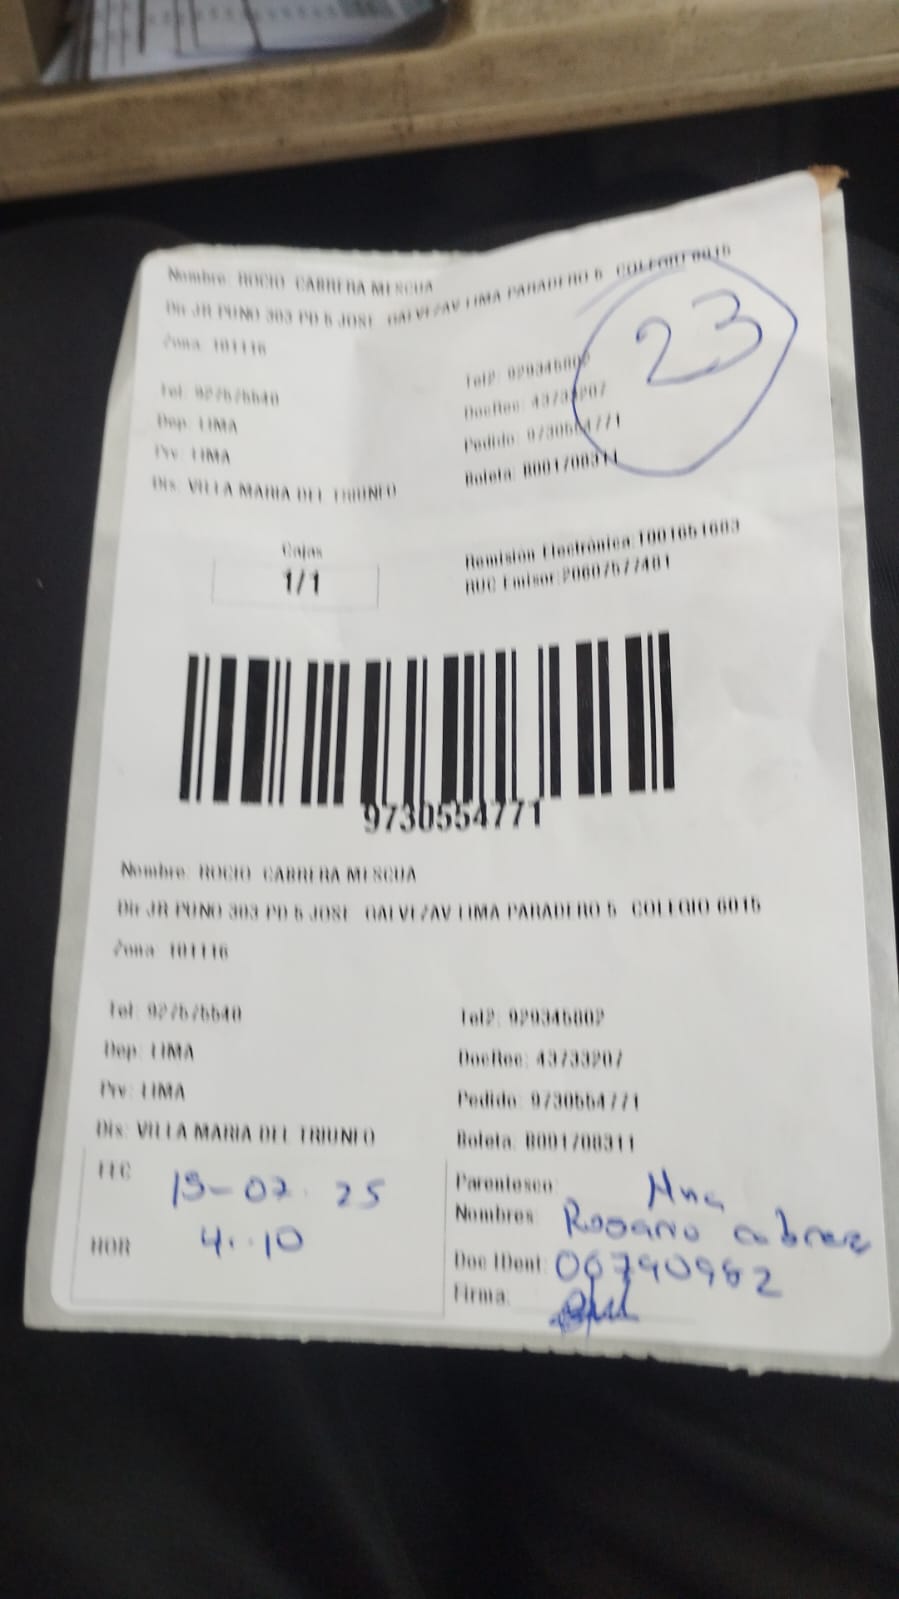 Nombre: ROCIO CABRERA MESCUA
Dir: JR PUNO 303 PD 5 JOSE GALVEZ/AV LIMA PARADERO 5 COLEGIO 6015
Zona: 101116
23
Tel: 927575540 Tel2: 929345802
Dep: LIMA DocRec: 43733207
Prv: LIMA Pedido: 9730554771
Dis: VILLA MARIA DEL TRIUNFO Boleta: B001708311
Cajas
1/1
Remisión Electrónica:1001651603
RUC Emisor:20607577401
9730554771
Nombre: ROCIO CABRERA MESCUA
Dir: JR PUNO 303 PD 5 JOSE GALVEZ/AV LIMA PARADERO 5 COLEGIO 6015
Zona: 101116
Tel: 927575540 Tel2: 929345802
Dep: LIMA DocRec: 43733207
Prv: LIMA Pedido: 9730554771
Dis: VILLA MARIA DEL TRIUNFO Boleta: B001708311
FEC 15-07-25
HOR 4:10
Parentesco:
Nombres: Rosario
Doc IDent: 06790982
Firma: